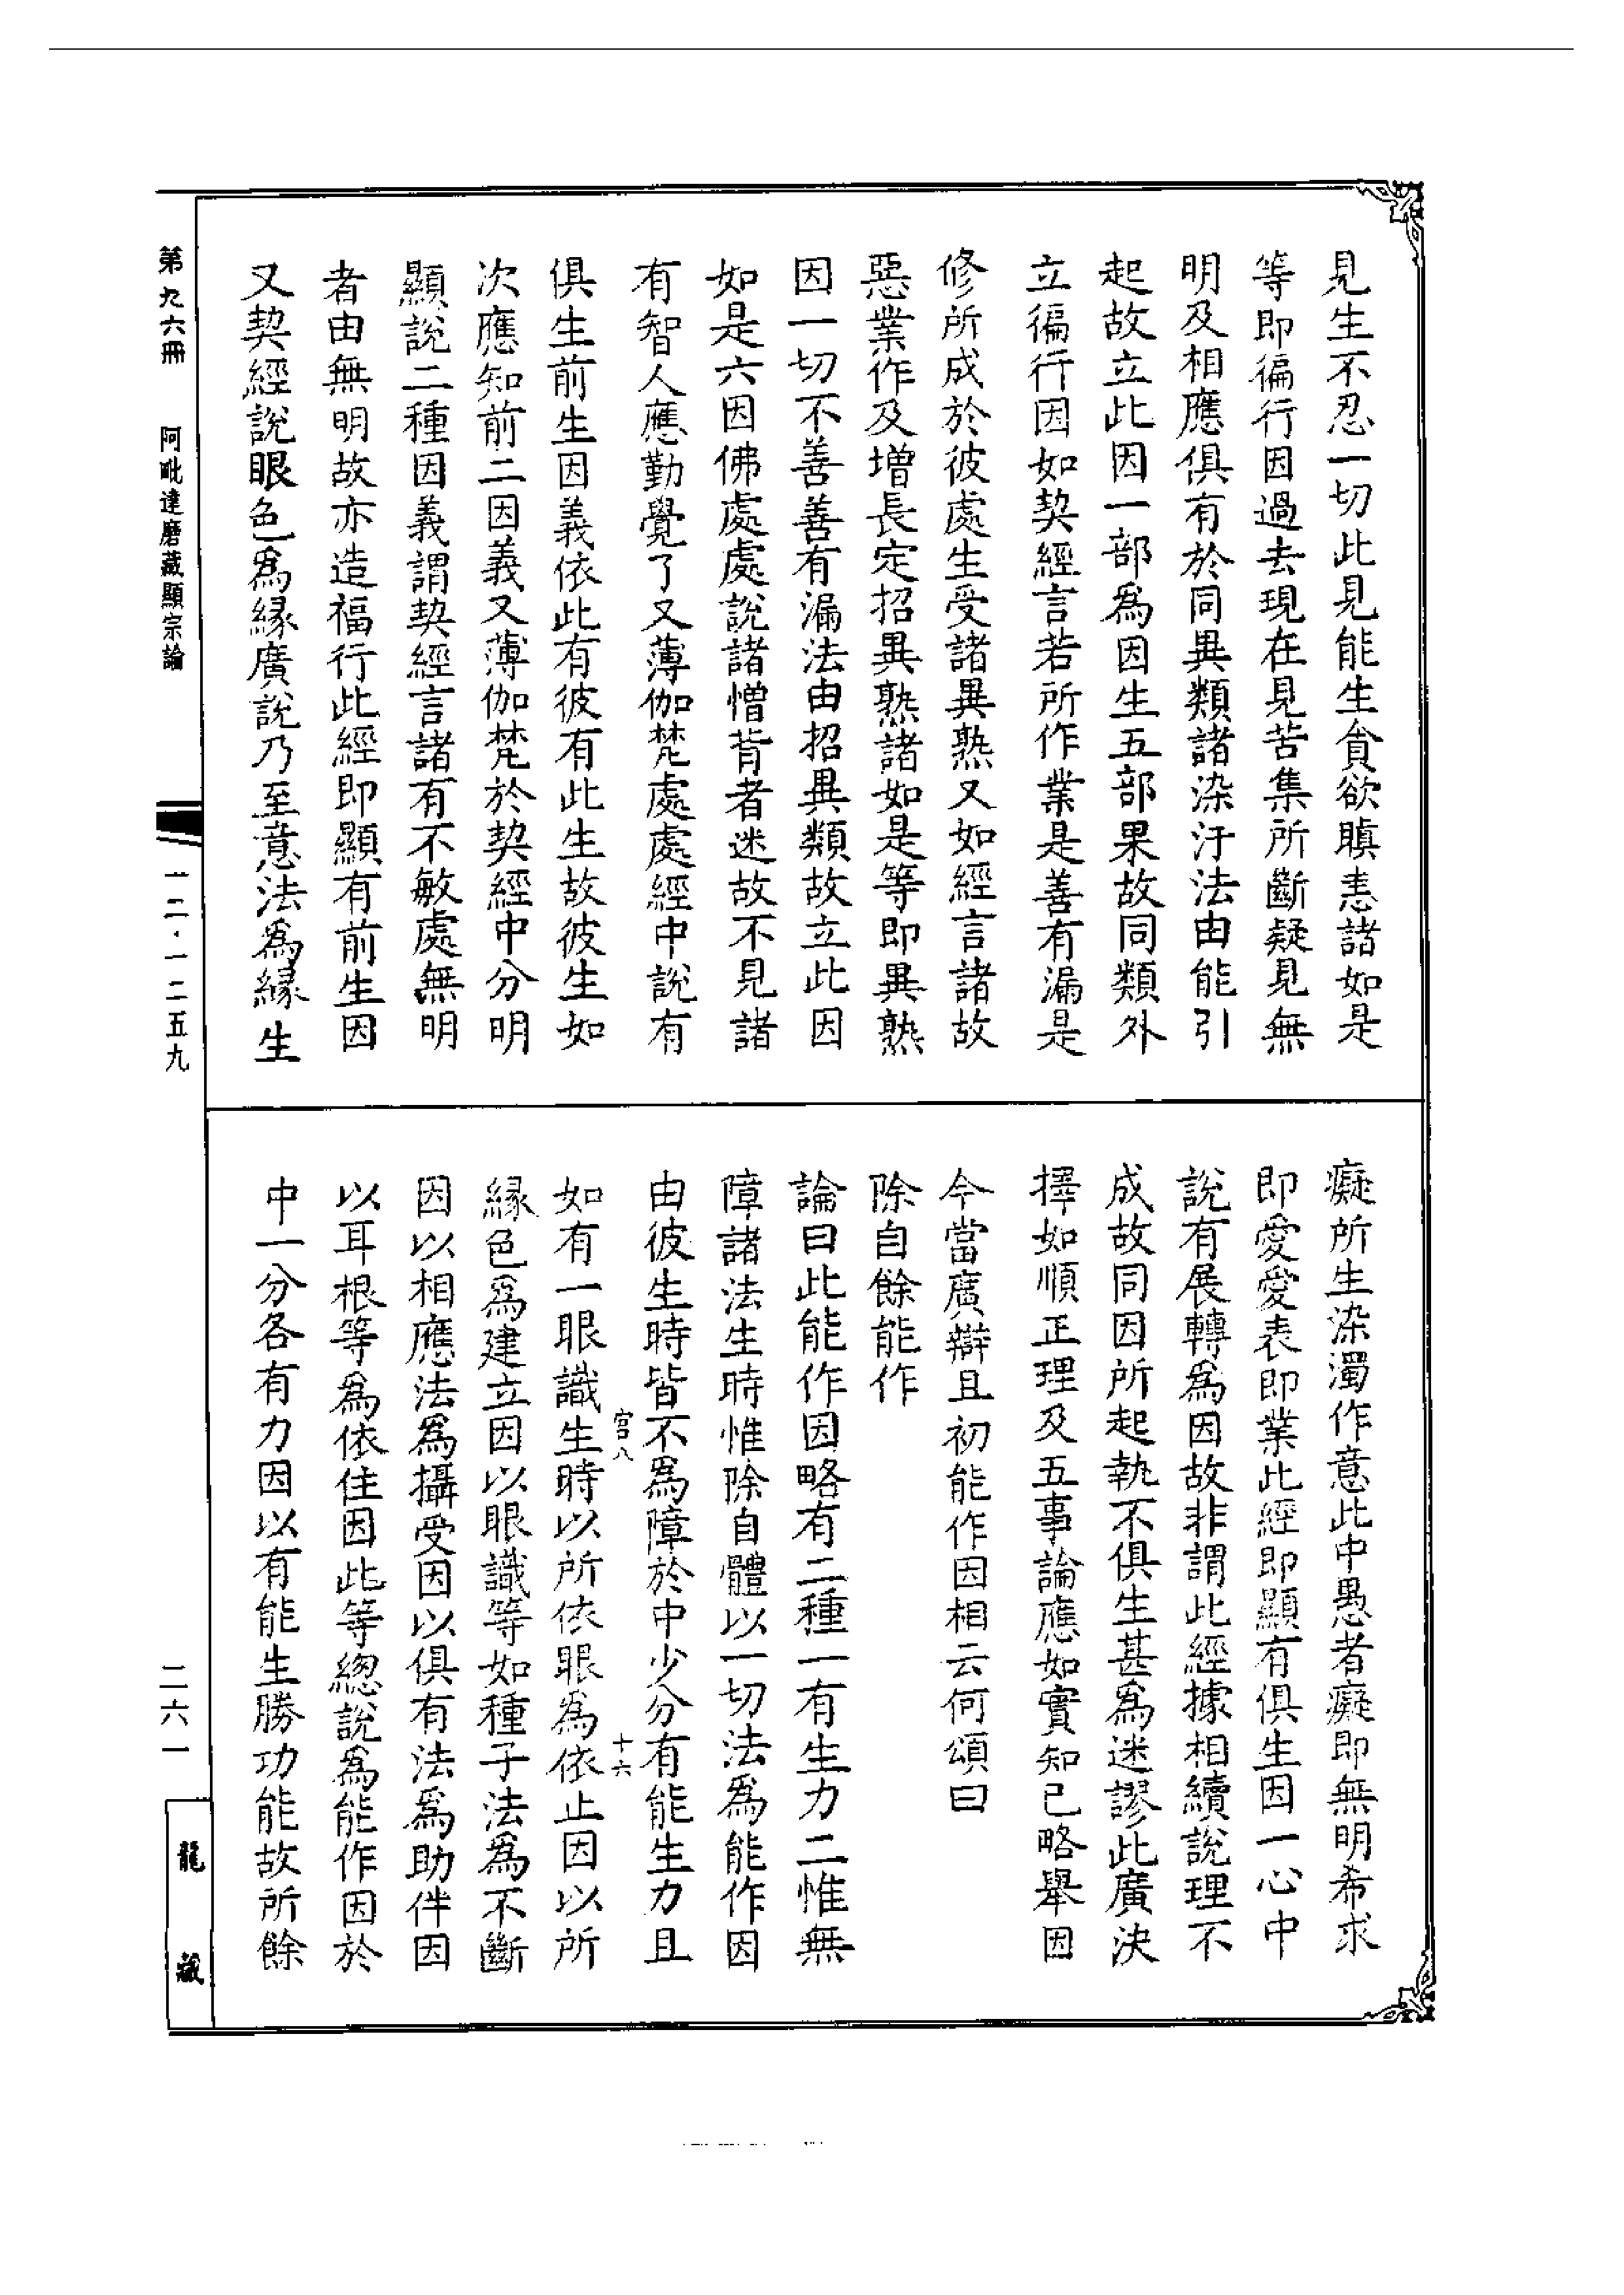 見生不忍一切此見能生貪欲瞋恚諸如是
等即徧行因過去現在見苦集所斷疑見無
明及相應俱有於同異類諸染汙法由能引
起故立此因一部為因生五部果故同類外
立徧行因如契經言若所作業是善有漏是
修所成於彼處生受諸異熟又如經言諸故
惡業作及增長定招異熟諸如是等即異熟
因一切不善善有漏法由招異類故立此因
如是六因佛處處說諸憎背者迷故不見諸
有智人應勤覺了又薄伽梵處處經中說有
俱生前生因義依此有彼有此生故彼生如
次應知前二因義又薄伽梵於契經中分明
顯說二種因義謂契經言諸有不敏處無明
者由無明故亦造福行此經即顯有前生因
又契經說眼色為緣廣說乃至意法為緣生
癡所生染濁作意此中愚者癡即無明希求
即愛愛表即業此經即顯有俱生因一心中
說有展轉為因故非謂此經據相續說理不
成故同因所起執不俱生甚為迷謬此廣決
擇如順正理及五事論應如實知已略舉因
今當廣辯且初能作因相云何頌曰
除自餘能作
論曰此能作因略有二種一有生力二惟無
障諸法生時惟除自體以一切法為能作因
由彼生時皆不為障於中少分有能生力且
宮八 十六
如有一眼識生時以所依眼為依止因以所
緣色為建立因以眼識等如種子法為不斷
因以相應法為攝受因以俱有法為助伴因
以耳根等為依住因此等總說為能作因於
中一分各有力因以有能生勝功能故所餘
第九六冊 阿毗達磨藏顯宗論 一二·一二五九
二六一
龍藏